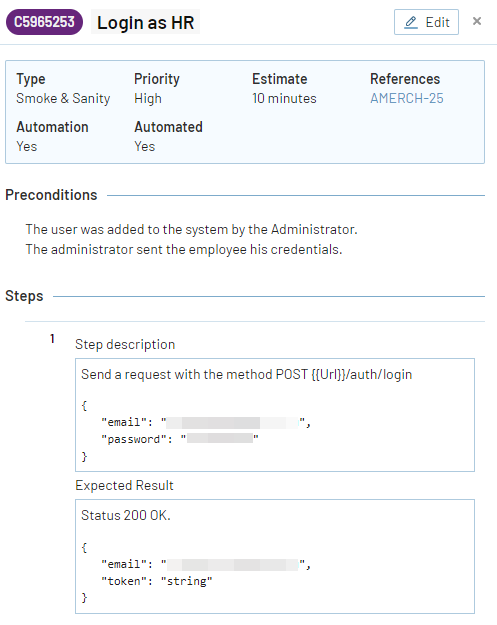 C5965253 Login as HR Edit ×
Type Priority Estimate References
Smoke & Sanity High 10 minutes AMERCH-25
Automation Automated
Yes Yes
Preconditions
The user was added to the system by the Administrator.
The administrator sent the employee his credentials.
Steps
1
Step description
Send a request with the method POST {{Url}}/auth/login
{
"email": " ",
"password": " "
}
Expected Result
Status 200 OK.
{
"email": " ",
"token": "string"
}